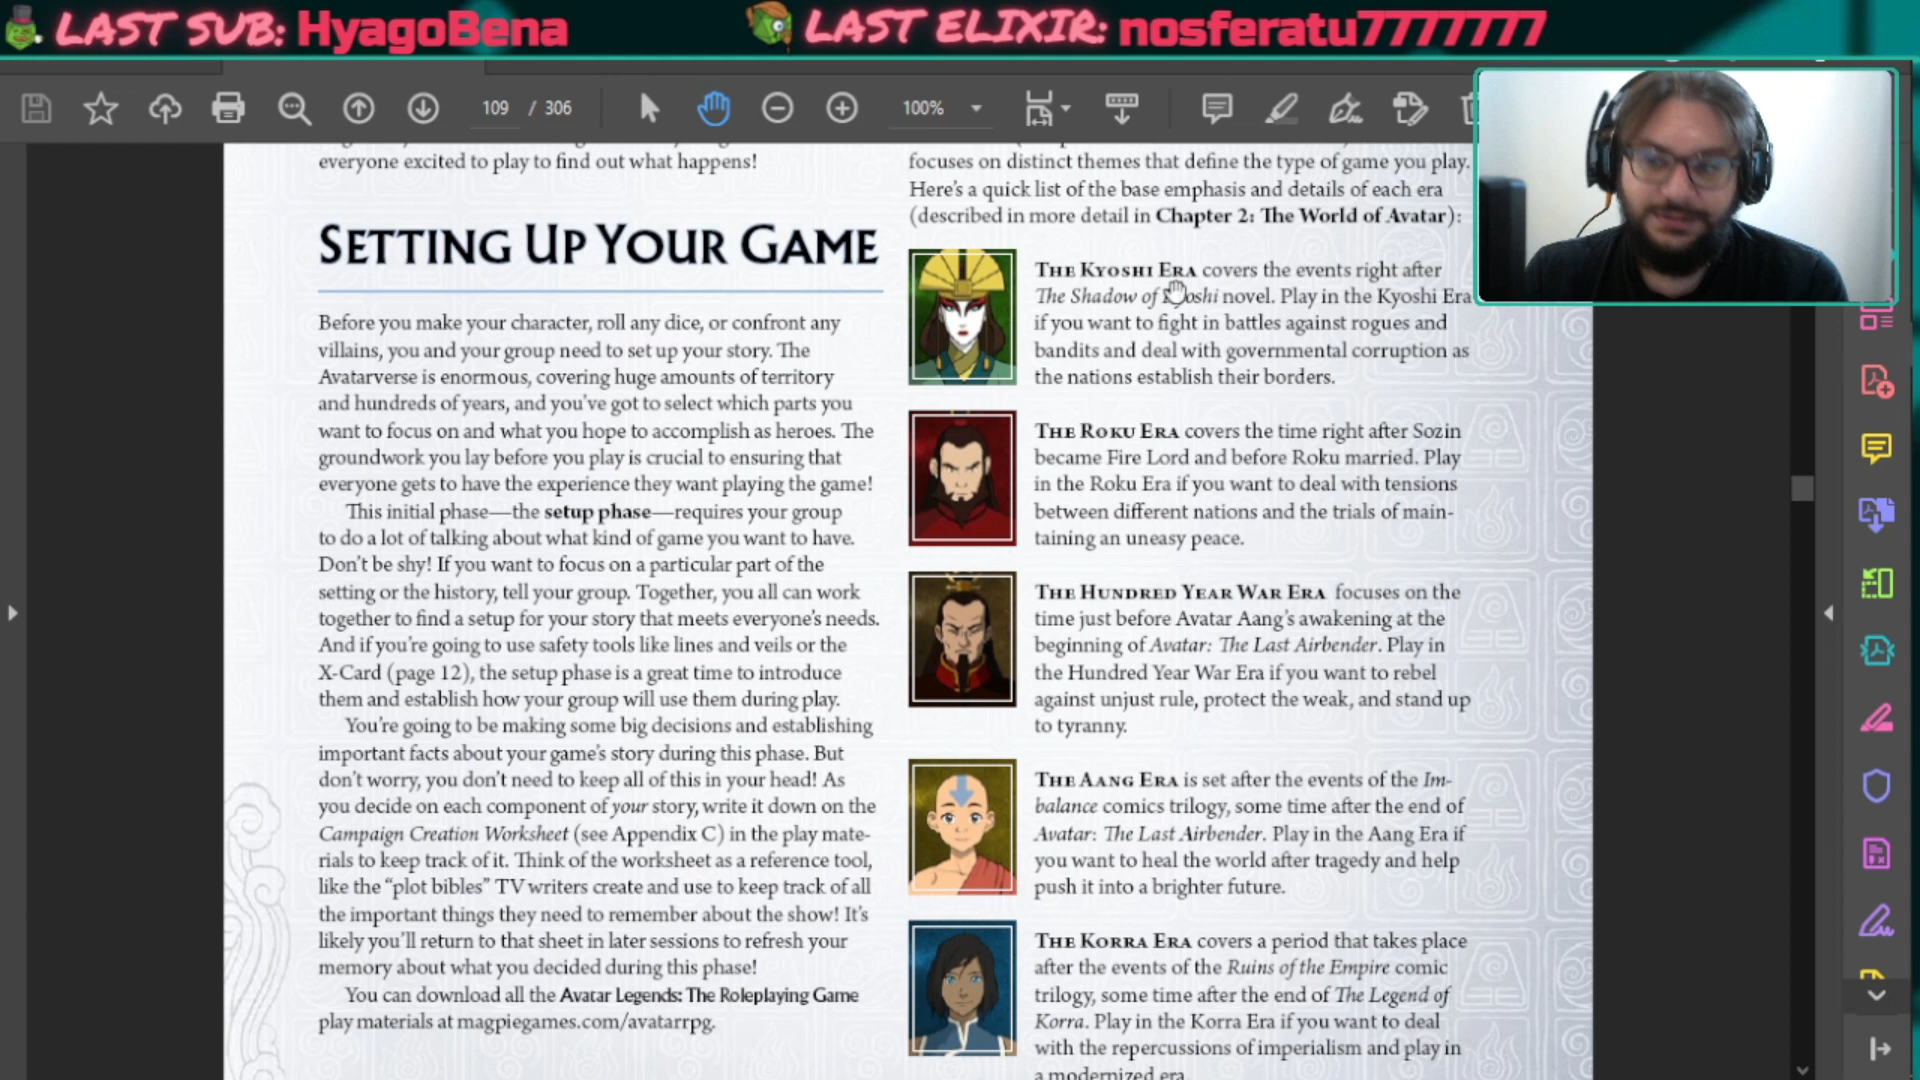 LAST SUB: HyagoBena
LAST ELIXIR: nosferatu7777777
109 / 306
100%
everyone excited to play to find out what happens!
SETTING UP YOUR GAME
Before you make your character, roll any dice, or confront any
villains, you and your group need to set up your story. The
Avatarverse is enormous, covering huge amounts of territory
and hundreds of years, and you've got to select which parts you
want to focus on and what you hope to accomplish as heroes. The
groundwork you lay before you play is crucial to ensuring that
everyone gets to have the experience they want playing the game!
This initial phase—the setup phase—requires your group
to do a lot of talking about what kind of game you want to have.
Don't be shy! If you want to focus on a particular part of the
setting or the history, tell your group. Together, you all can work
together to find a setup for your story that meets everyone's needs.
And if you're going to use safety tools like lines and veils or the
X-Card (page 12), the setup phase is a great time to introduce
them and establish how your group will use them during play.
You're going to be making some big decisions and establishing
important facts about your game's story during this phase. But
don't worry, you don't need to keep all of this in your head! As
you decide on each component of your story, write it down on the
Campaign Creation Worksheet (see Appendix C) in the play mate-
rials to keep track of it. Think of the worksheet as a reference tool,
like the "plot bibles" TV writers create and use to keep track of all
the important things they need to remember about the show! It's
likely you'll return to that sheet in later sessions to refresh your
memory about what you decided during this phase!
You can download all the Avatar Legends: The Roleplaying Game
play materials at magpiegames.com/avatarrpg.
focuses on distinct themes that define the type of game you play.
Here's a quick list of the base emphasis and details of each era
(described in more detail in Chapter 2: The World of Avatar):
THE KYOSHI ERA covers the events right after
The Shadow of Kyoshi novel. Play in the Kyoshi Era
if you want to fight in battles against rogues and
bandits and deal with governmental corruption as
the nations establish their borders.
THE ROKU ERA covers the time right after Sozin
became Fire Lord and before Roku married. Play
in the Roku Era if you want to deal with tensions
between different nations and the trials of main-
taining an uneasy peace.
THE HUNDRED YEAR WAR ERA focuses on the
time just before Avatar Aang's awakening at the
beginning of Avatar: The Last Airbender. Play in
the Hundred Year War Era if you want to rebel
against unjust rule, protect the weak, and stand up
to tyranny.
THE AANG ERA is set after the events of the Im-
balance comics trilogy, some time after the end of
Avatar: The Last Airbender. Play in the Aang Era if
you want to heal the world after tragedy and help
push it into a brighter future.
THE KORRA ERA covers a period that takes place
after the events of the Ruins of the Empire comic
trilogy, some time after the end of The Legend of
Korra. Play in the Korra Era if you want to deal
with the repercussions of imperialism and play in
a modernized era.